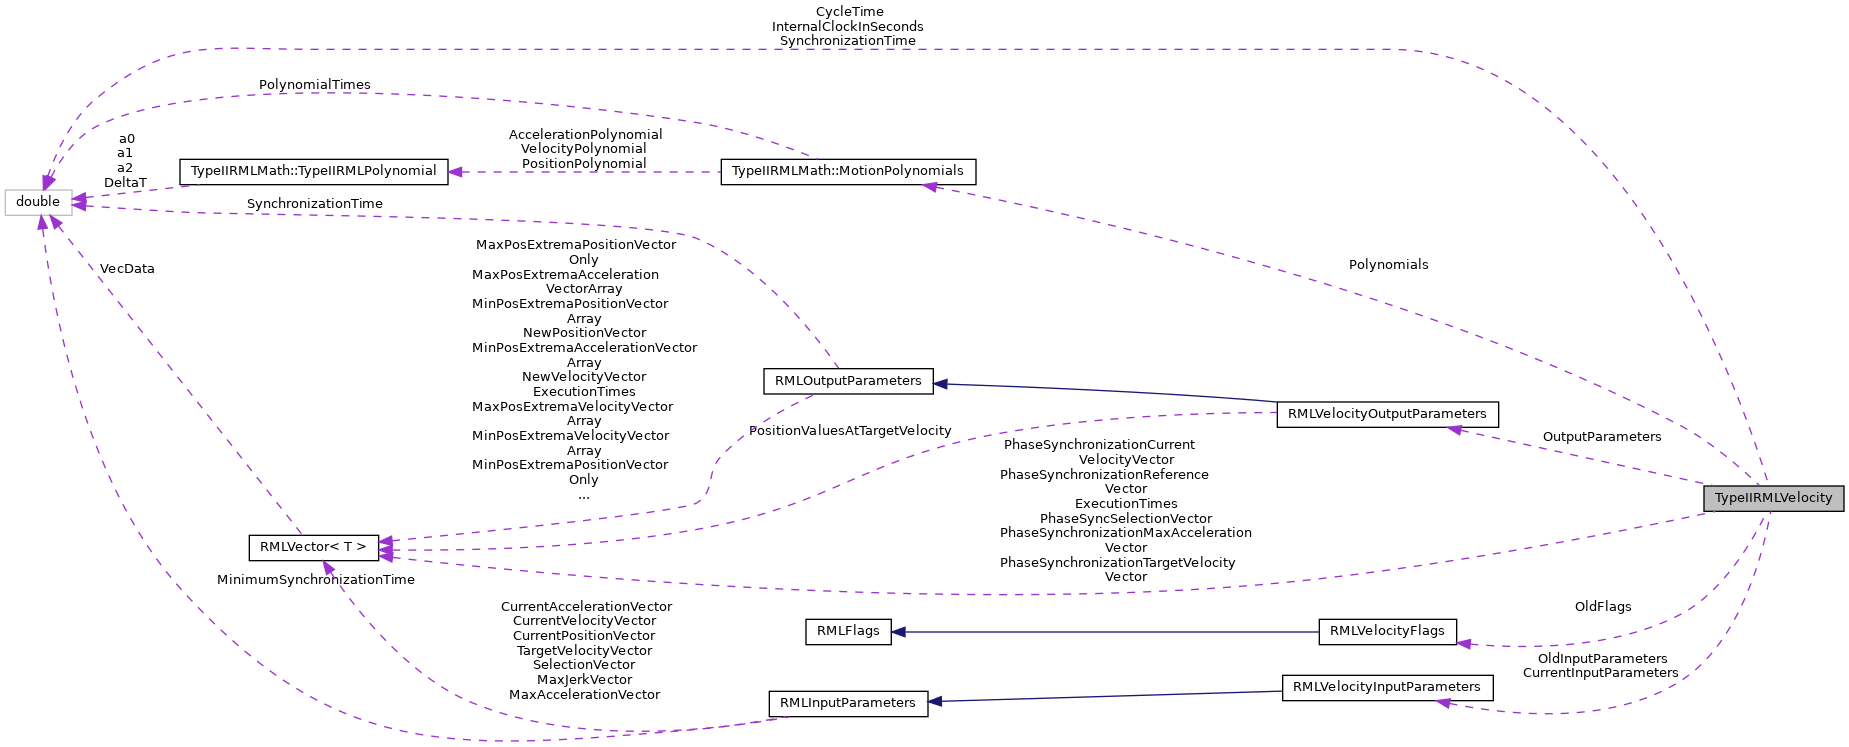 CycleTime
InternalClockInSeconds
SynchronizationTime
PolynomialTimes
a0
a1
a2
DeltaT
AccelerationPolynomial
VelocityPolynomial
PositionPolynomial
TypeIIRMLMath::TypeIIRMLPolynomial
TypeIIRMLMath::MotionPolynomials
double
SynchronizationTime
VecData
MaxPosExtremaPositionVector
Only
MaxPosExtremaAcceleration
VectorArray
MinPosExtremaPositionVector
Array
NewPositionVector
MinPosExtremaAccelerationVector
Array
NewVelocityVector
ExecutionTimes
MaxPosExtremaVelocityVector
Array
MinPosExtremaVelocityVector
Array
MinPosExtremaPositionVector
Only
...
Polynomials
RMLOutputParameters
RMLVelocityOutputParameters
PositionValuesAtTargetVelocity
OutputParameters
PhaseSynchronizationCurrent
VelocityVector
PhaseSynchronizationReference
Vector
ExecutionTimes
PhaseSyncSelectionVector
PhaseSynchronizationMaxAcceleration
Vector
PhaseSynchronizationTargetVelocity
Vector
TypeIIRMLVelocity
RMLVector< T >
MinimumSynchronizationTime
CurrentAccelerationVector
CurrentVelocityVector
CurrentPositionVector
TargetVelocityVector
SelectionVector
MaxJerkVector
MaxAccelerationVector
OldFlags
RMLFlags
RMLVelocityFlags
OldInputParameters
CurrentInputParameters
RMLInputParameters
RMLVelocityInputParameters